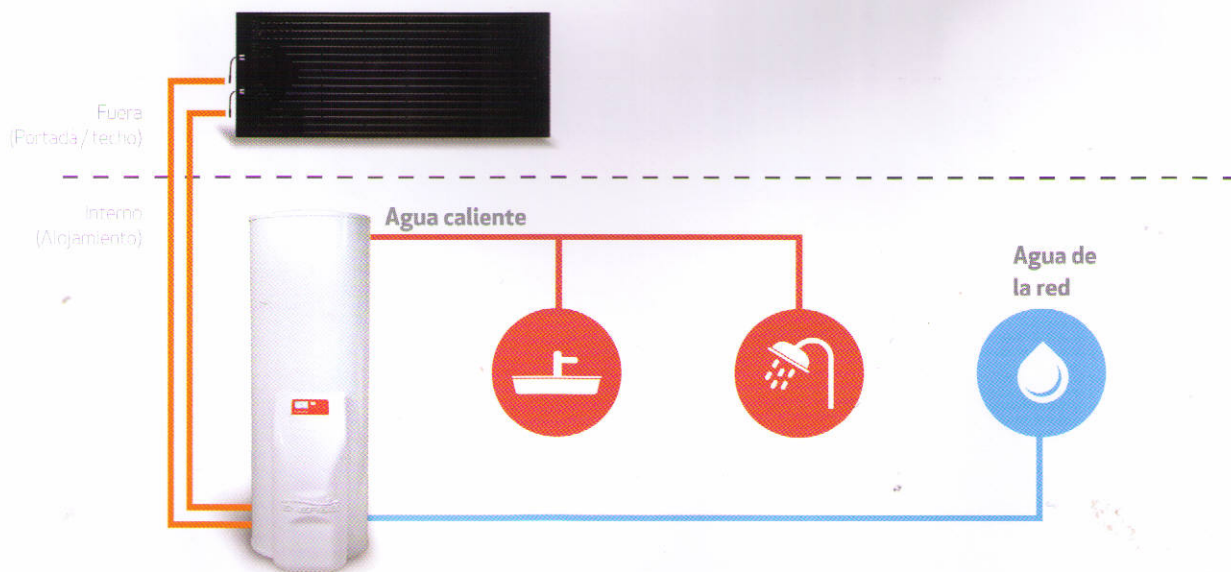 Fuera
(Portada / techo)
Interno
(Alojamiento)
Agua caliente
Agua de
la red